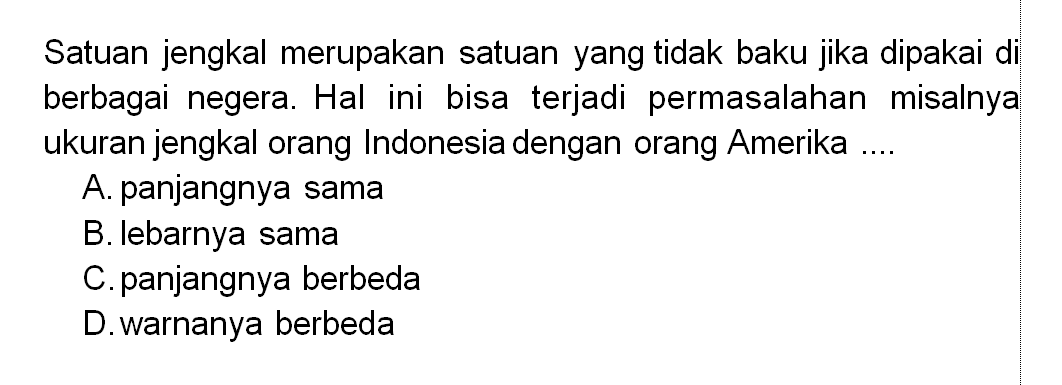 Satuan jengkal merupakan satuan yang tidak baku jika dipakai di
berbagai negera. Hal ini bisa terjadi permasalahan misalnya
ukuran jengkal orang Indonesia dengan orang Amerika ....
A. panjangnya sama
B. lebarnya sama
C. panjangnya berbeda
D. warnanya berbeda